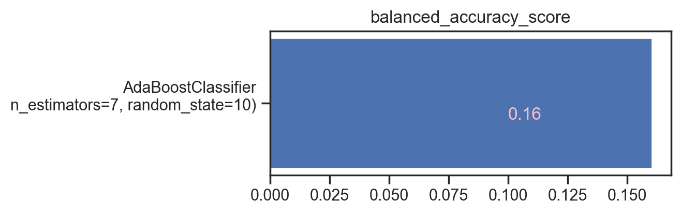 balanced_accuracy_score
AdaBoostClassifier
n_estimators=7, random_state=10)
0.16
0.000 0.025 0.050 0.075 0.100 0.125 0.150